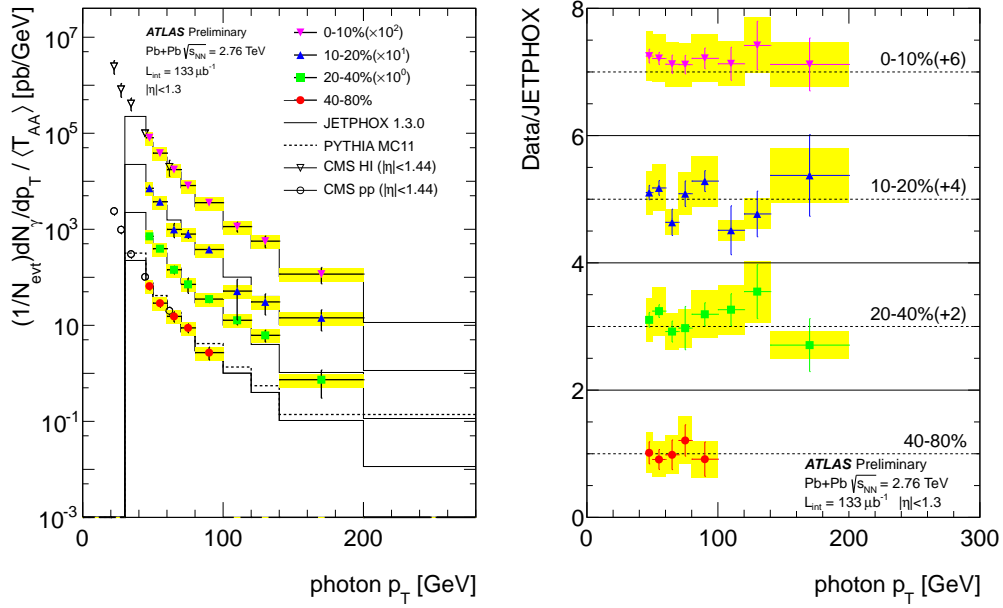 (1/N_evt)dN_γ/dp_T / ⟨T_AA⟩ [pb/GeV]
10^7
10^5
10^3
10
10^-1
10^-3
ATLAS Preliminary
Pb+Pb √s_NN = 2.76 TeV
L_int = 133 μb^-1
|η|<1.3
0-10%(×10^2)
10-20%(×10^1)
20-40%(×10^0)
40-80%
JETPHOX 1.3.0
PYTHIA MC11
CMS HI (|η|<1.44)
CMS pp (|η|<1.44)
0 100 200
photon p_T [GeV]
Data/JETPHOX
8
6
4
2
0
0-10%(+6)
10-20%(+4)
20-40%(+2)
40-80%
ATLAS Preliminary
Pb+Pb √s_NN = 2.76 TeV
L_int = 133 μb^-1 |η|<1.3
0 100 200 300
photon p_T [GeV]